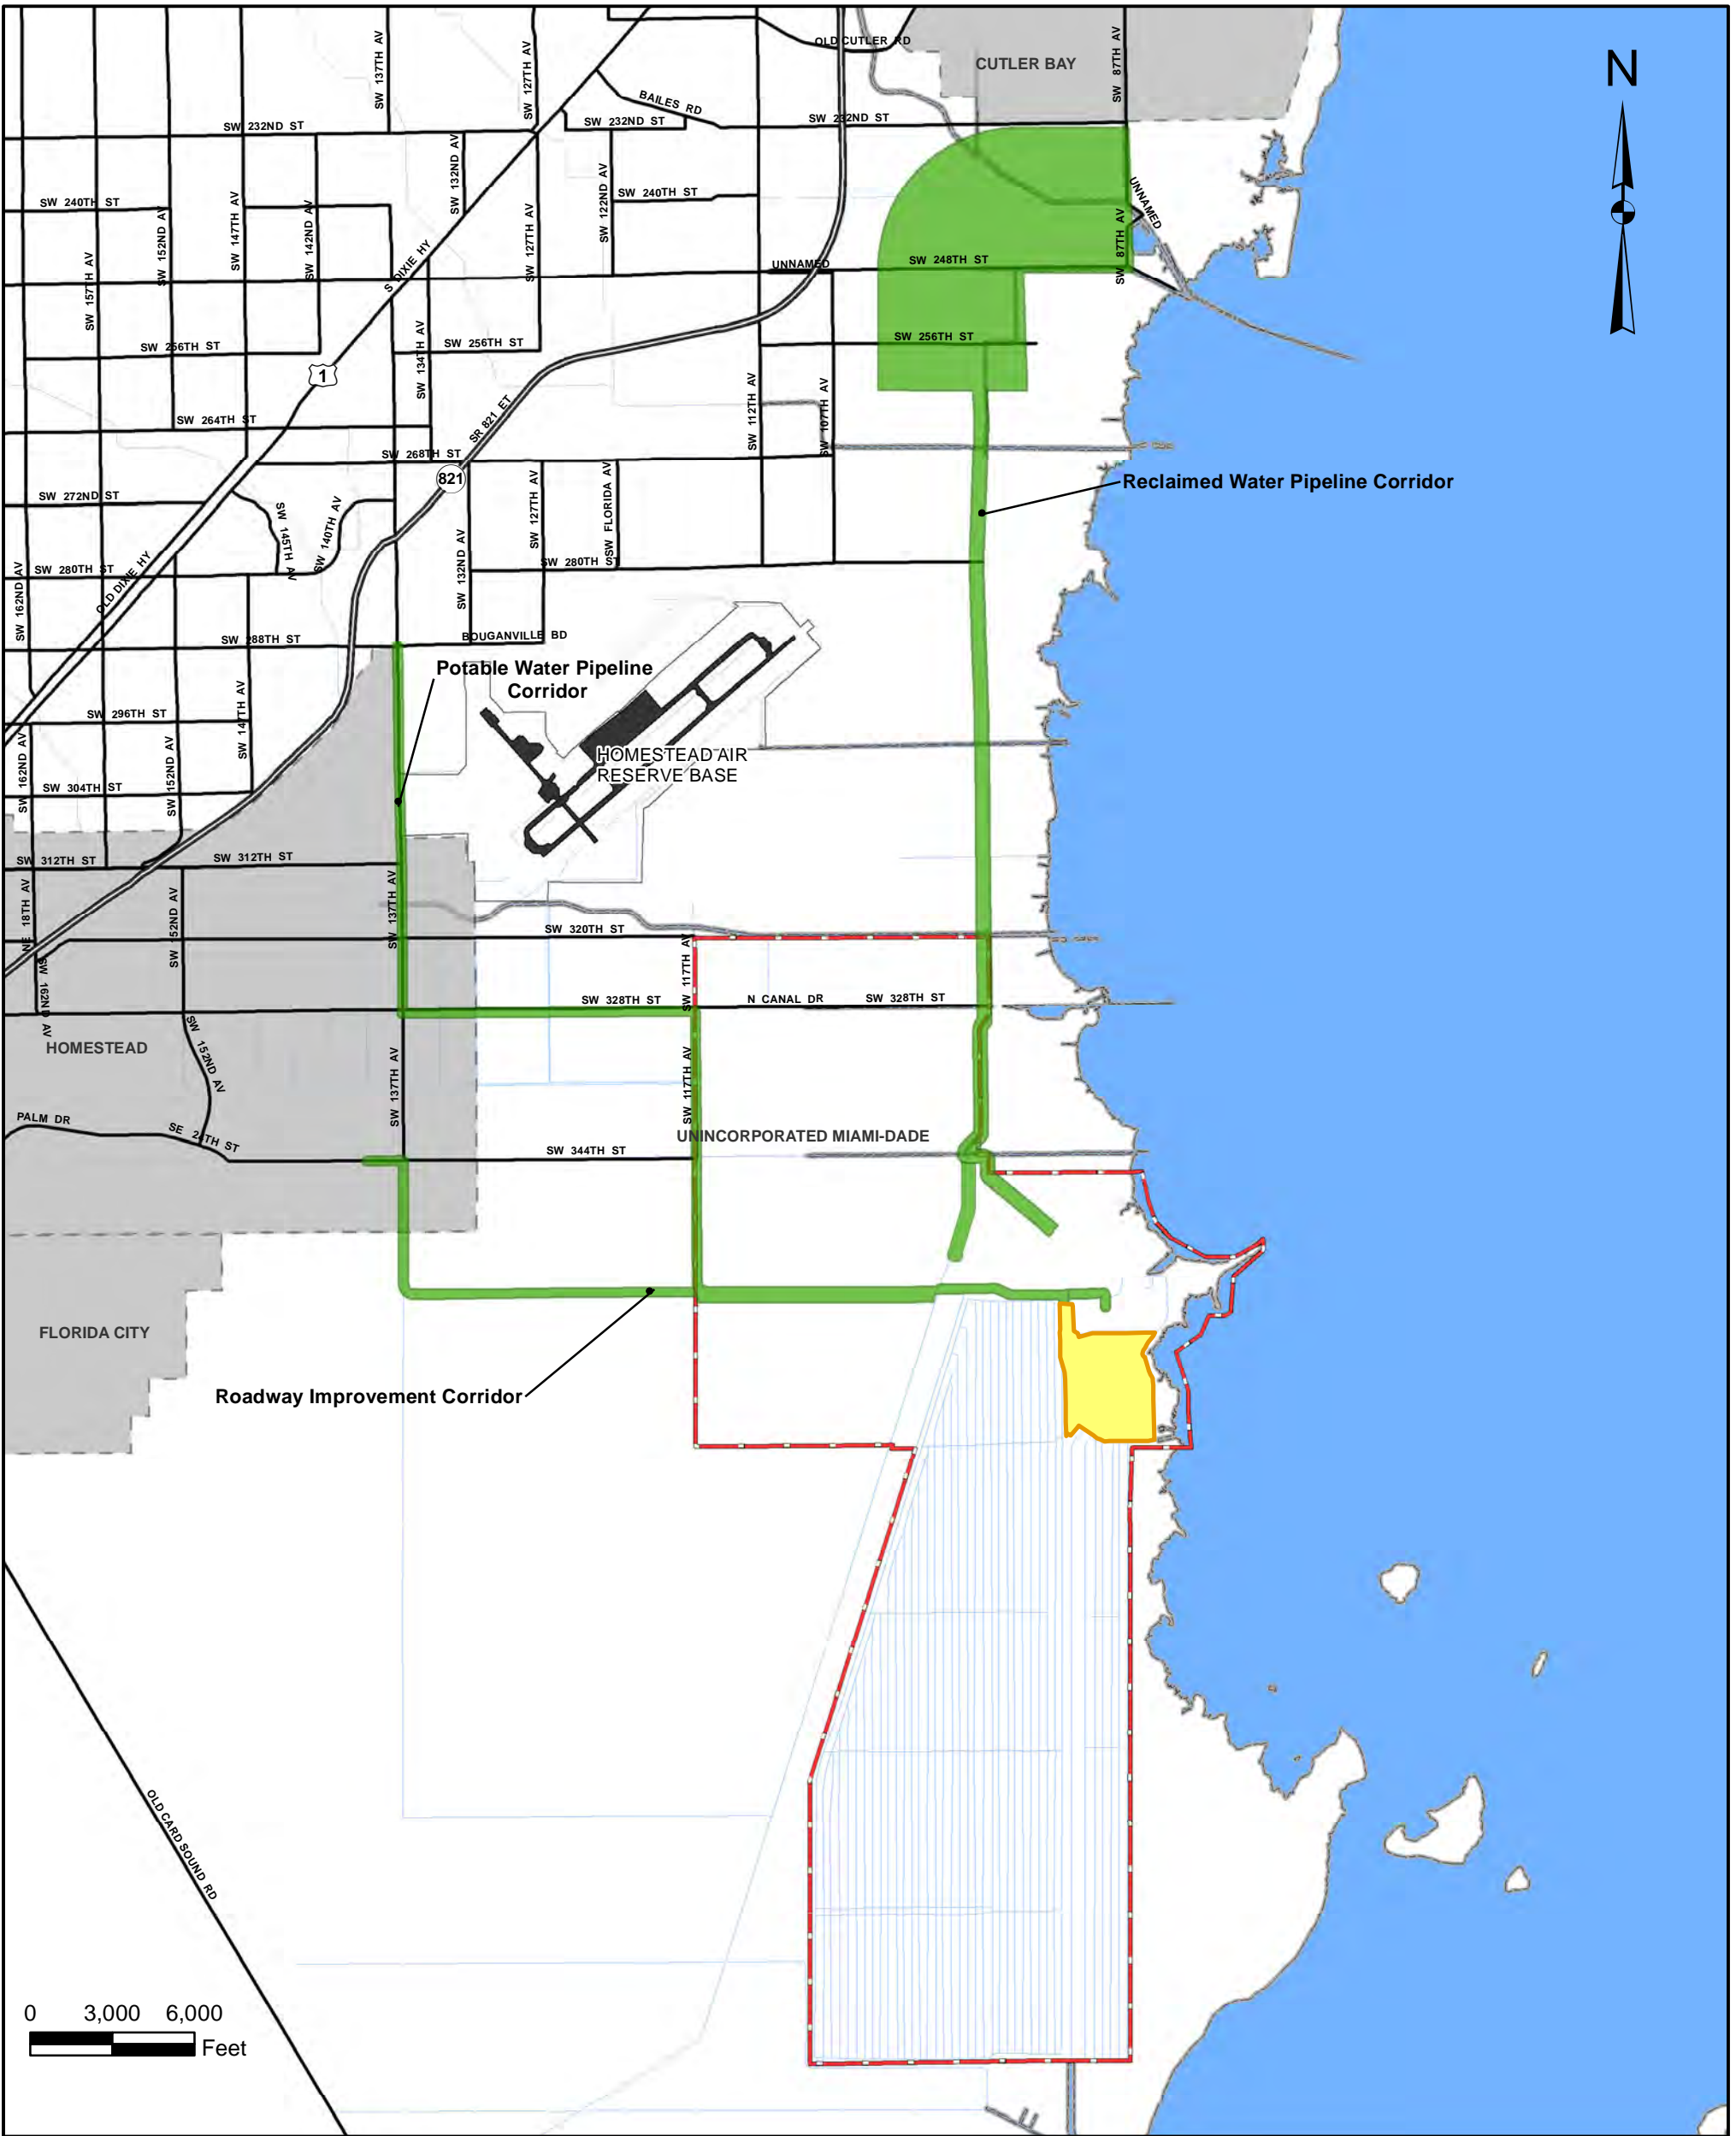 N
OLD CUTLER RD
CUTLER BAY
SW 87TH AV
SW 137TH AV
SW 127TH AV
BAILES RD
SW 232ND ST
SW 232ND ST
SW 232ND ST
SW 132ND AV
SW 122ND AV
SW 240TH ST
SW 240TH ST
UNNAMED
SW 152ND AV
SW 147TH AV
SW 142ND AV
SW 127TH AV
SW 87TH AV
S DIXIE HY
SW 157TH AV
UNNAMED
SW 248TH ST
SW 134TH AV
SW 256TH ST
SW 256TH ST
SW 256TH ST
1
SW 112TH AV
SW 107TH AV
SW 264TH ST
SR 821 ET
SW 268TH ST
821
Reclaimed Water Pipeline Corridor
SW 272ND ST
SW 145TH AV
SW 140TH AV
SW 127TH AV
SW FLORIDA AV
SW 132ND AV
SW 280TH ST
SW 280TH ST
OLD DIXIE HY
SW 162ND AV
SW 288TH ST
BOUGANVILLE BD
Potable Water Pipeline
Corridor
SW 147TH AV
SW 296TH ST
SW 162ND AV
SW 152ND AV
HOMESTEAD AIR
RESERVE BASE
SW 304TH ST
SW 312TH ST
SW 312TH ST
NE 18TH AV
SW 152ND AV
SW 137TH AV
SW 320TH ST
SW 117TH AV
SW 162ND AV
SW 328TH ST
N CANAL DR
SW 328TH ST
HOMESTEAD
SW 152ND AV
SW 137TH AV
SW 117TH AV
PALM DR
SE 24TH ST
UNINCORPORATED MIAMI-DADE
SW 344TH ST
FLORIDA CITY
Roadway Improvement Corridor
OLD CARD SOUND RD
0 3,000 6,000
Feet